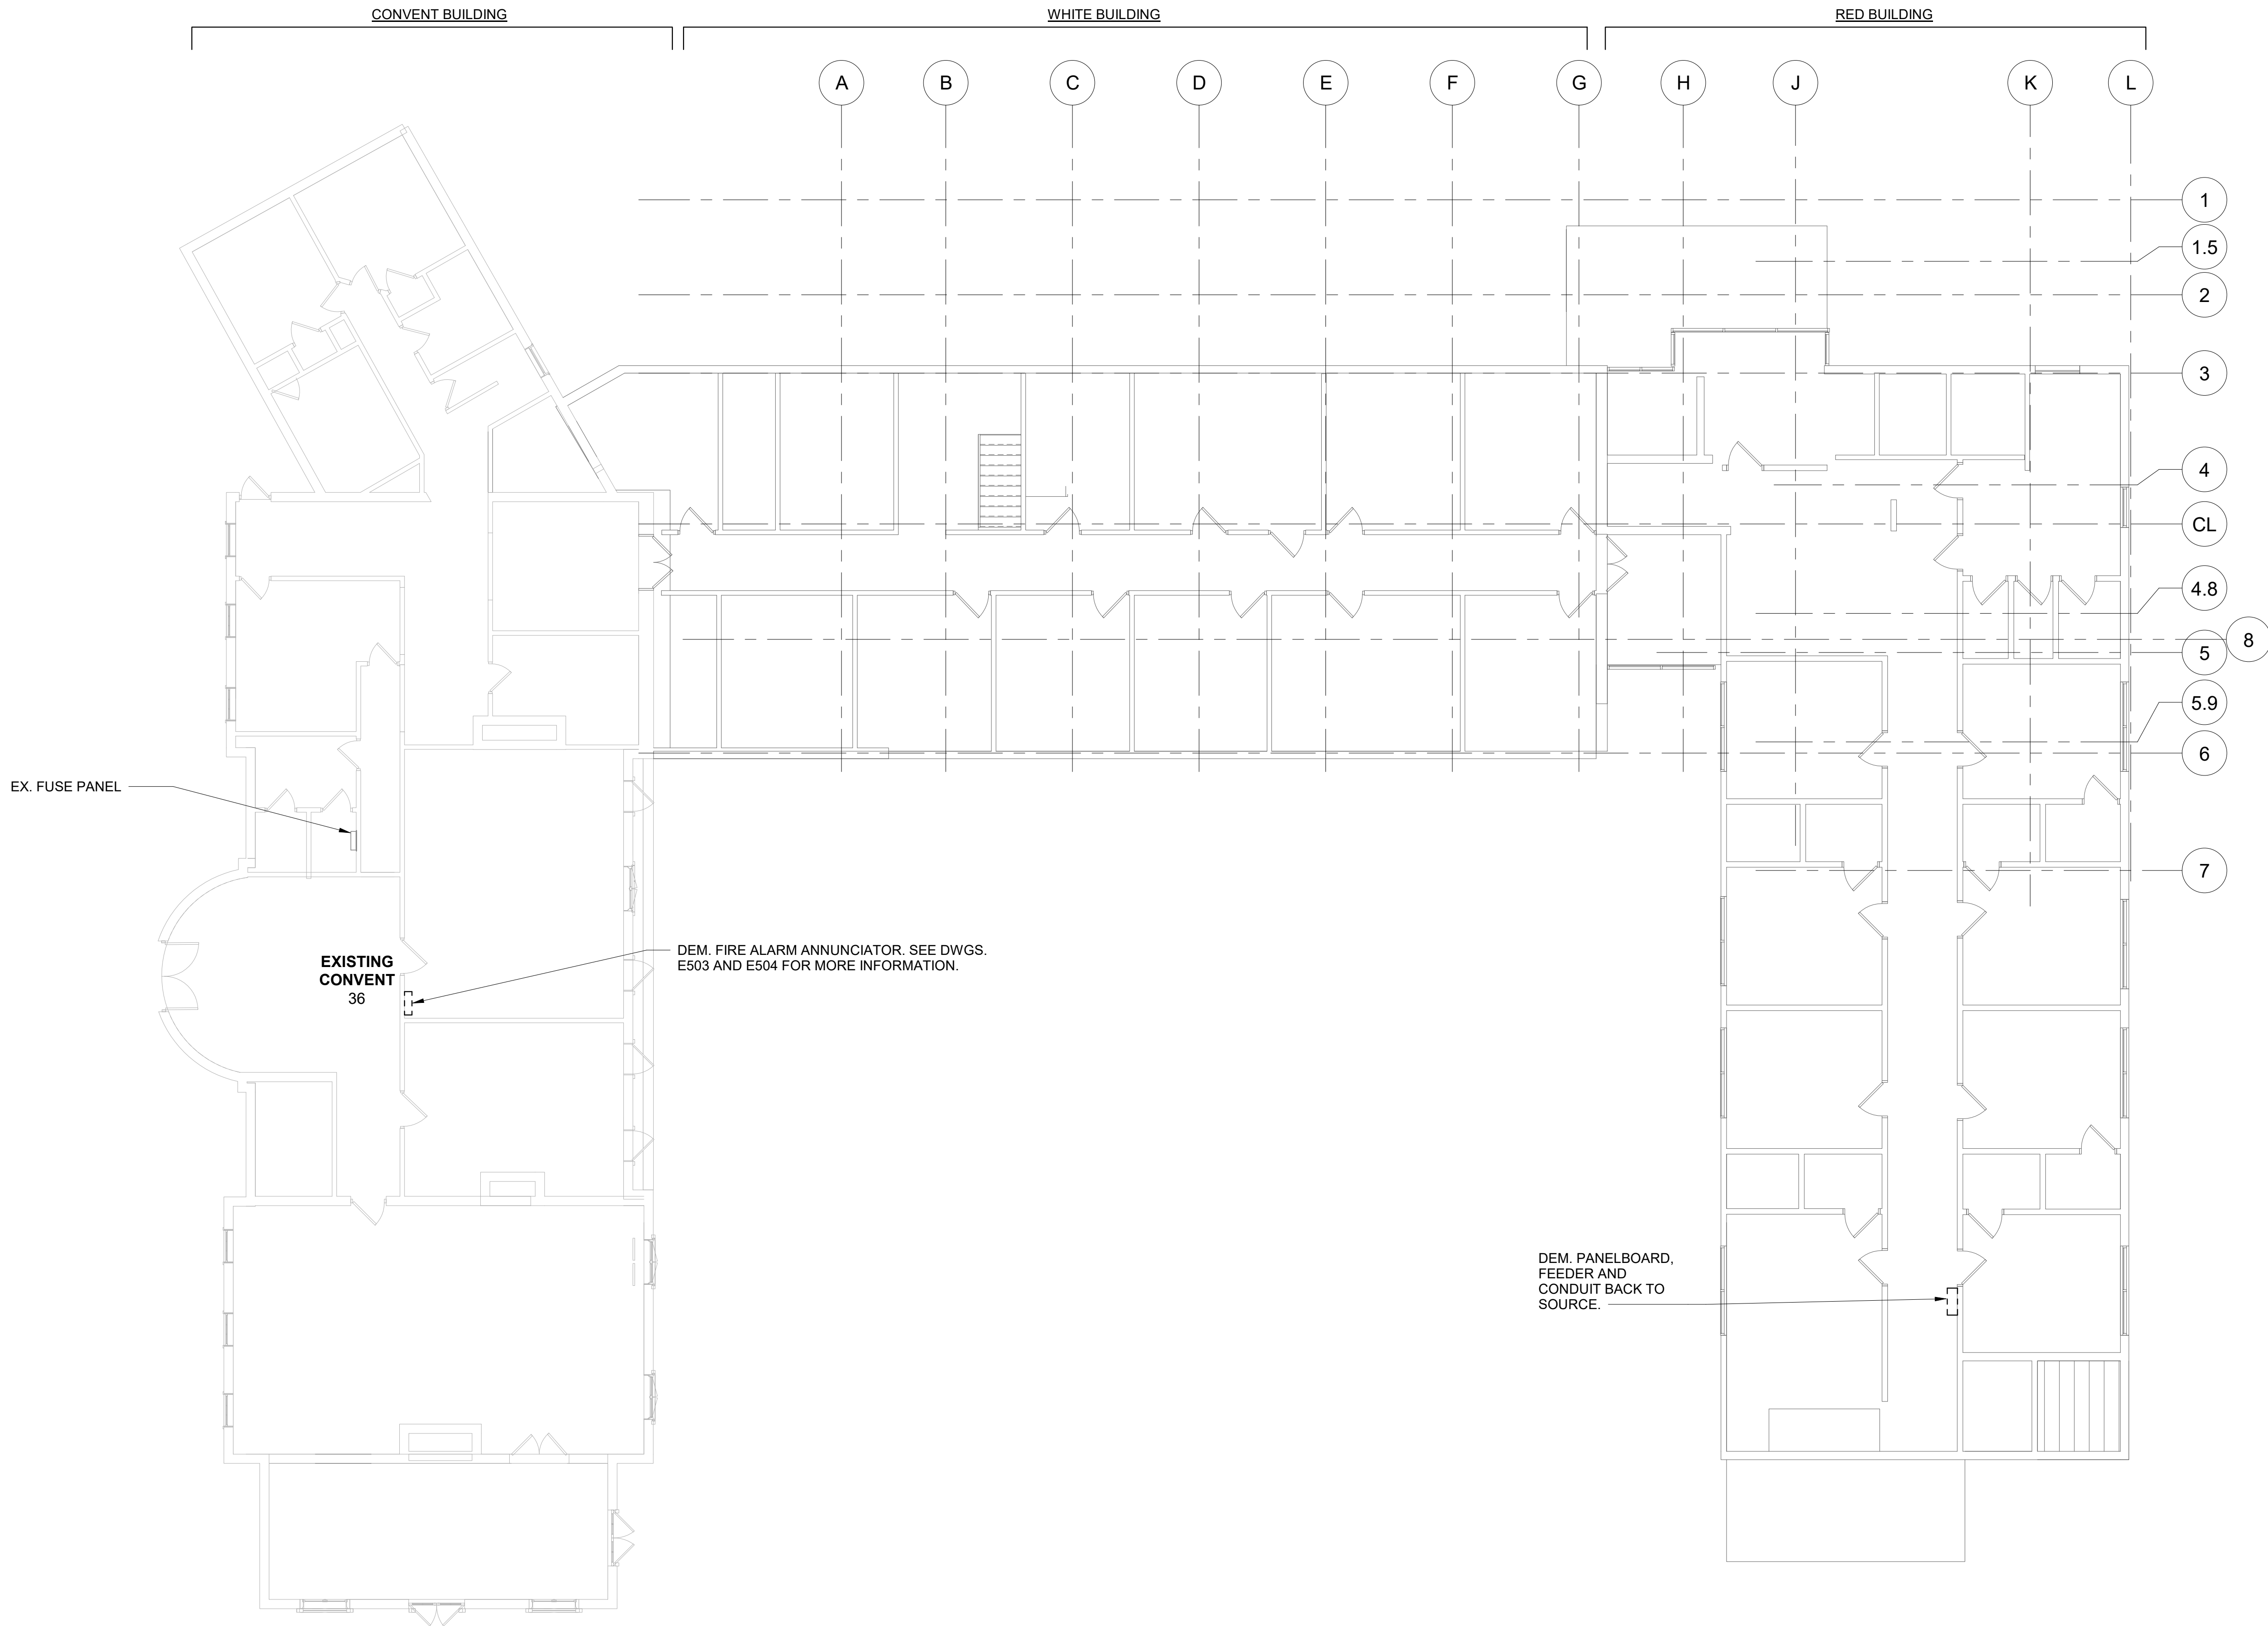 CONVENT BUILDING
WHITE BUILDING
RED BUILDING
A
B
C
D
E
F
G
H
J
K
L
1
1.5
2
3
4
CL
4.8
8
5
5.9
6
7
EX. FUSE PANEL
DEM. FIRE ALARM ANNUNCIATOR. SEE DWGS.
E503 AND E504 FOR MORE INFORMATION.
EXISTING
CONVENT
36
DEM. PANELBOARD,
FEEDER AND
CONDUIT BACK TO
SOURCE.